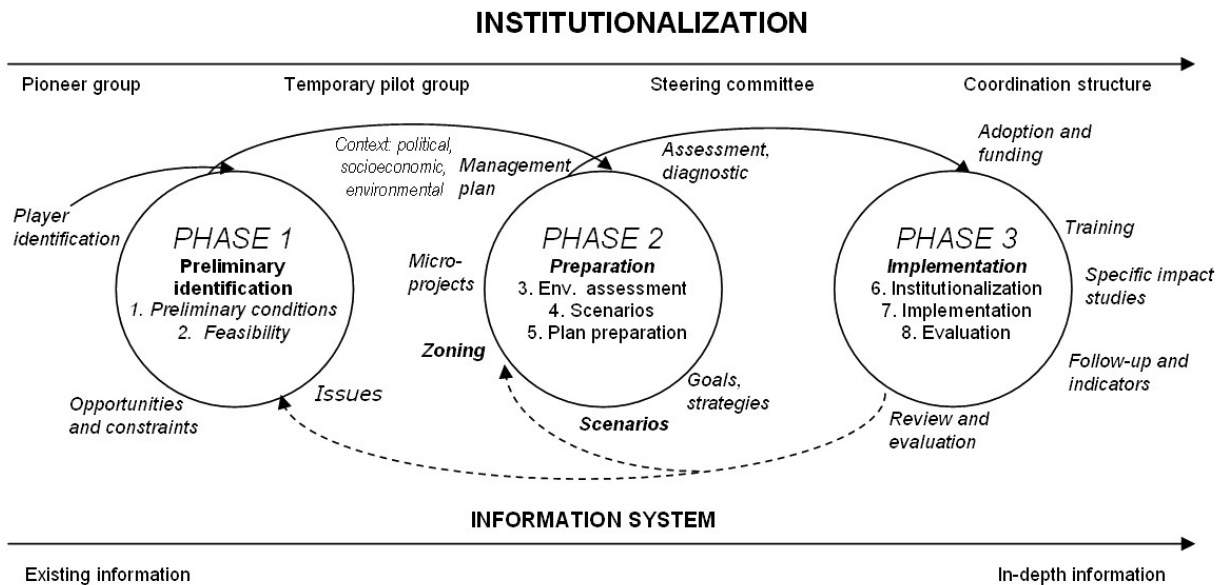 INSTITUTIONALIZATION
Pioneer group
Temporary pilot group
Steering committee
Coordination structure
Player
identification
PHASE 1
Preliminary
identification
1. Preliminary conditions
2. Feasibility
Opportunities
and constraints
Issues
Context: political,
socioeconomic,
environmental
Management
plan
Micro-
projects
Zoning
PHASE 2
Preparation
3. Env. assessment
4. Scenarios
5. Plan preparation
Assessment,
diagnostic
Goals,
strategies
Scenarios
PHASE 3
Implementation
6. Institutionalization
7. Implementation
8. Evaluation
Adoption and
funding
Training
Specific impact
studies
Follow-up and
indicators
Review and
evaluation
INFORMATION SYSTEM
Existing information
In-depth information